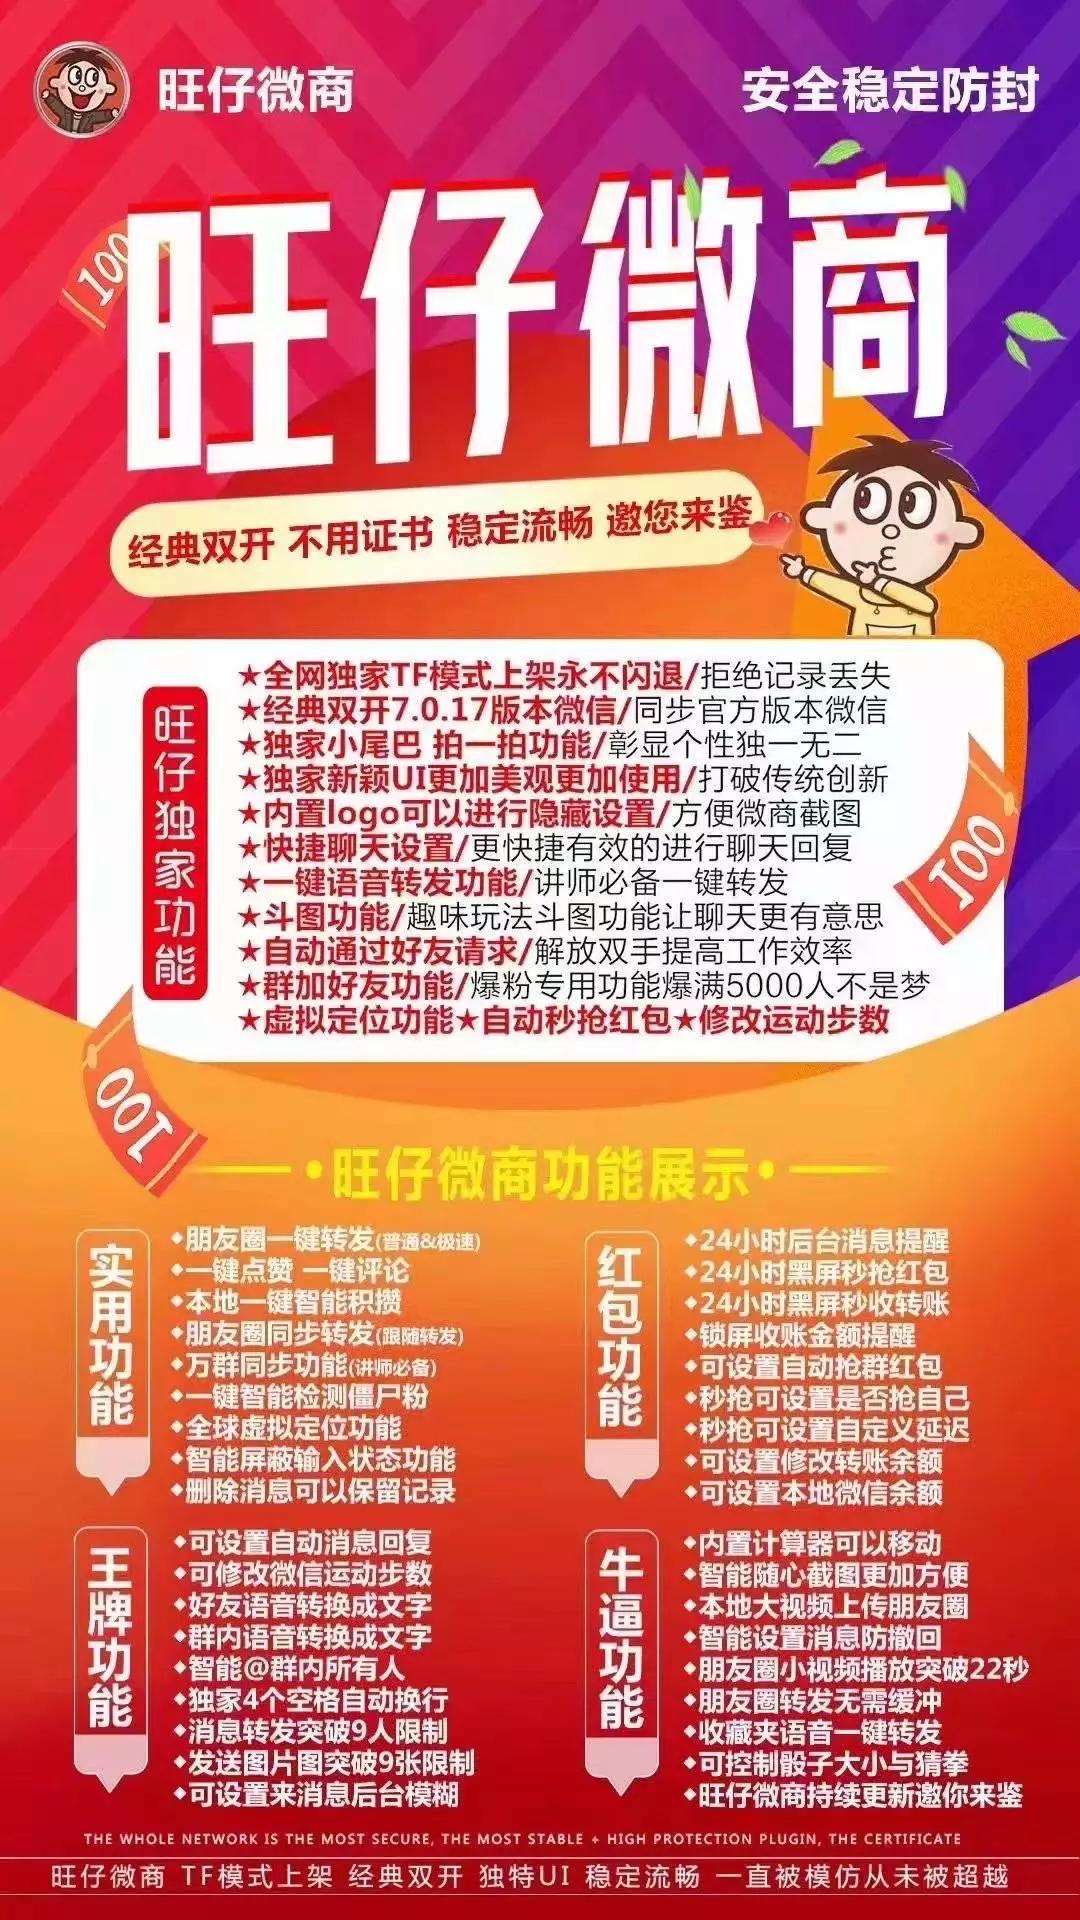 旺仔微商
安全稳定防封
旺仔微商
100
经典双开 不用证书 稳定流畅 邀您来鉴
旺仔独家功能
★全网独家TF模式上架永不闪退/拒绝记录丢失
★经典双开7.0.17版本微信/同步官方版本微信
★独家小尾巴 拍一拍功能/彰显个性独一无二
★独家新颖UI更加美观更加使用/打破传统创新
★内置logo可以进行隐藏设置/方便微商截图
★快捷聊天设置/更快捷有效的进行聊天回复
★一键语音转发功能/讲师必备一键转发
★斗图功能/趣味玩法斗图功能让聊天更有意思
★自动通过好友请求/解放双手提高工作效率
★群加好友功能/爆粉专用功能爆满5000人不是梦
★虚拟定位功能★自动秒抢红包★修改运动步数
100
100
•旺仔微商功能展示•
实用功能
◆朋友圈一键转发(普通&极速)
◆一键点赞 一键评论
◆本地一键智能积攒
◆朋友圈同步转发(跟随转发)
◆万群同步功能(讲师必备)
◆一键智能检测僵尸粉
◆全球虚拟定位功能
◆智能屏蔽输入状态功能
◆删除消息可以保留记录
红包功能
◆24小时后台消息提醒
◆24小时黑屏秒抢红包
◆24小时黑屏秒收转账
◆锁屏收账金额提醒
◆可设置自动抢群红包
◆秒抢可设置是否抢自己
◆秒抢可设置自定义延迟
◆可设置修改转账余额
◆可设置本地微信余额
王牌功能
◆可设置自动消息回复
◆可修改微信运动步数
◆好友语音转换成文字
◆群内语音转换成文字
◆智能@群内所有人
◆独家4个空格自动换行
◆消息转发突破9人限制
◆发送图片图突破9张限制
◆可设置来消息后台模糊
牛逼功能
◆内置计算器可以移动
◆智能随心截图更加方便
◆本地大视频上传朋友圈
◆智能设置消息防撤回
◆朋友圈小视频播放突破22秒
◆朋友圈转发无需缓冲
◆收藏夹语音一键转发
◆可控制骰子大小与猜拳
◆旺仔微商持续更新邀你来鉴
THE WHOLE NETWORK IS THE MOST SECURE, THE MOST STABLE + HIGH PROTECTION PLUGIN, THE CERTIFICATE
旺仔微商 TF模式上架 经典双开 独特UI 稳定流畅 一直被模仿从未被超越